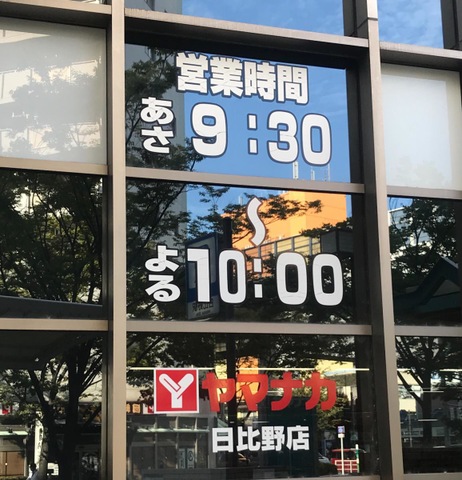 営業時間
あさ 9:30
〜
よる 10:00
Y ヤマナカ
日比野店